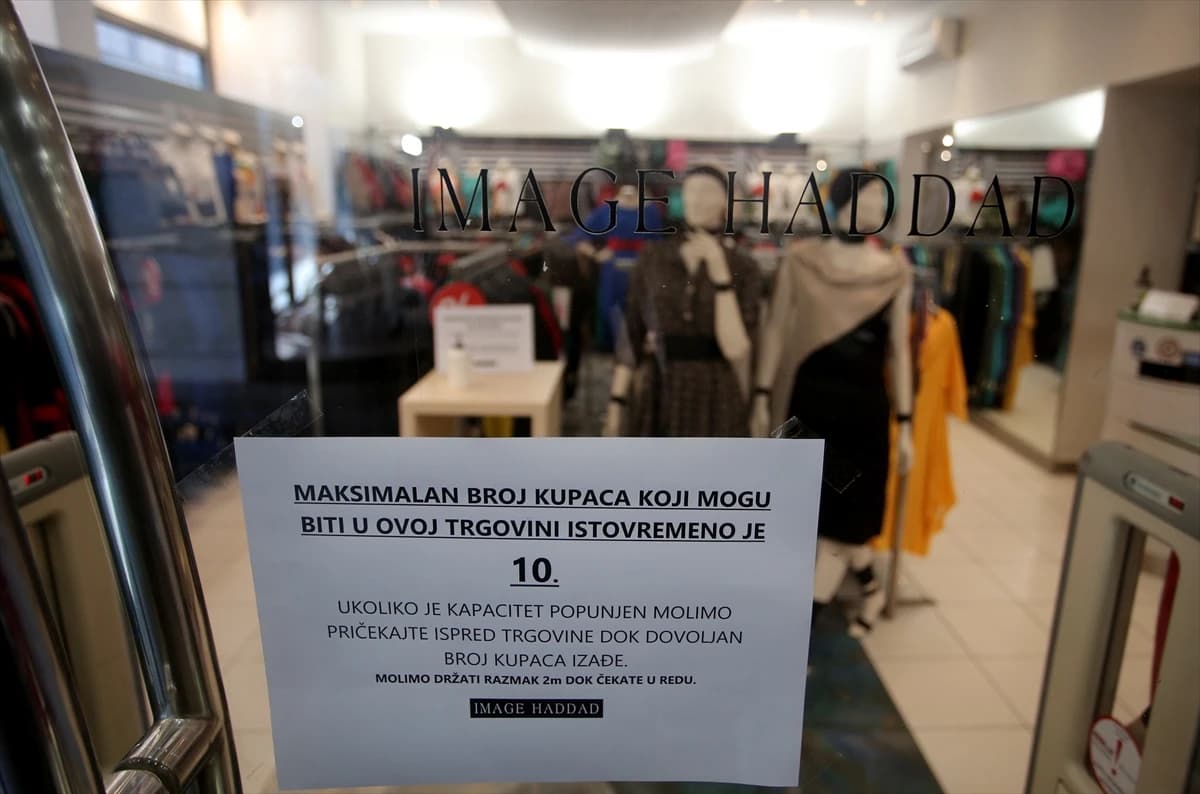 IMAGE HADDAD
MAKSIMALAN BROJ KUPACA KOJI MOGU
BITI U OVOJ TRGOVINI ISTOVREMENO JE
10.
UKOLIKO JE KAPACITET POPUNJEN MOLIMO
PRIČEKAJTE ISPRED TRGOVINE DOK DOVOLJAN
BROJ KUPACA IZAĐE.
MOLIMO DRŽATI RAZMAK 2m DOK ČEKATE U REDU.
IMAGE HADDAD